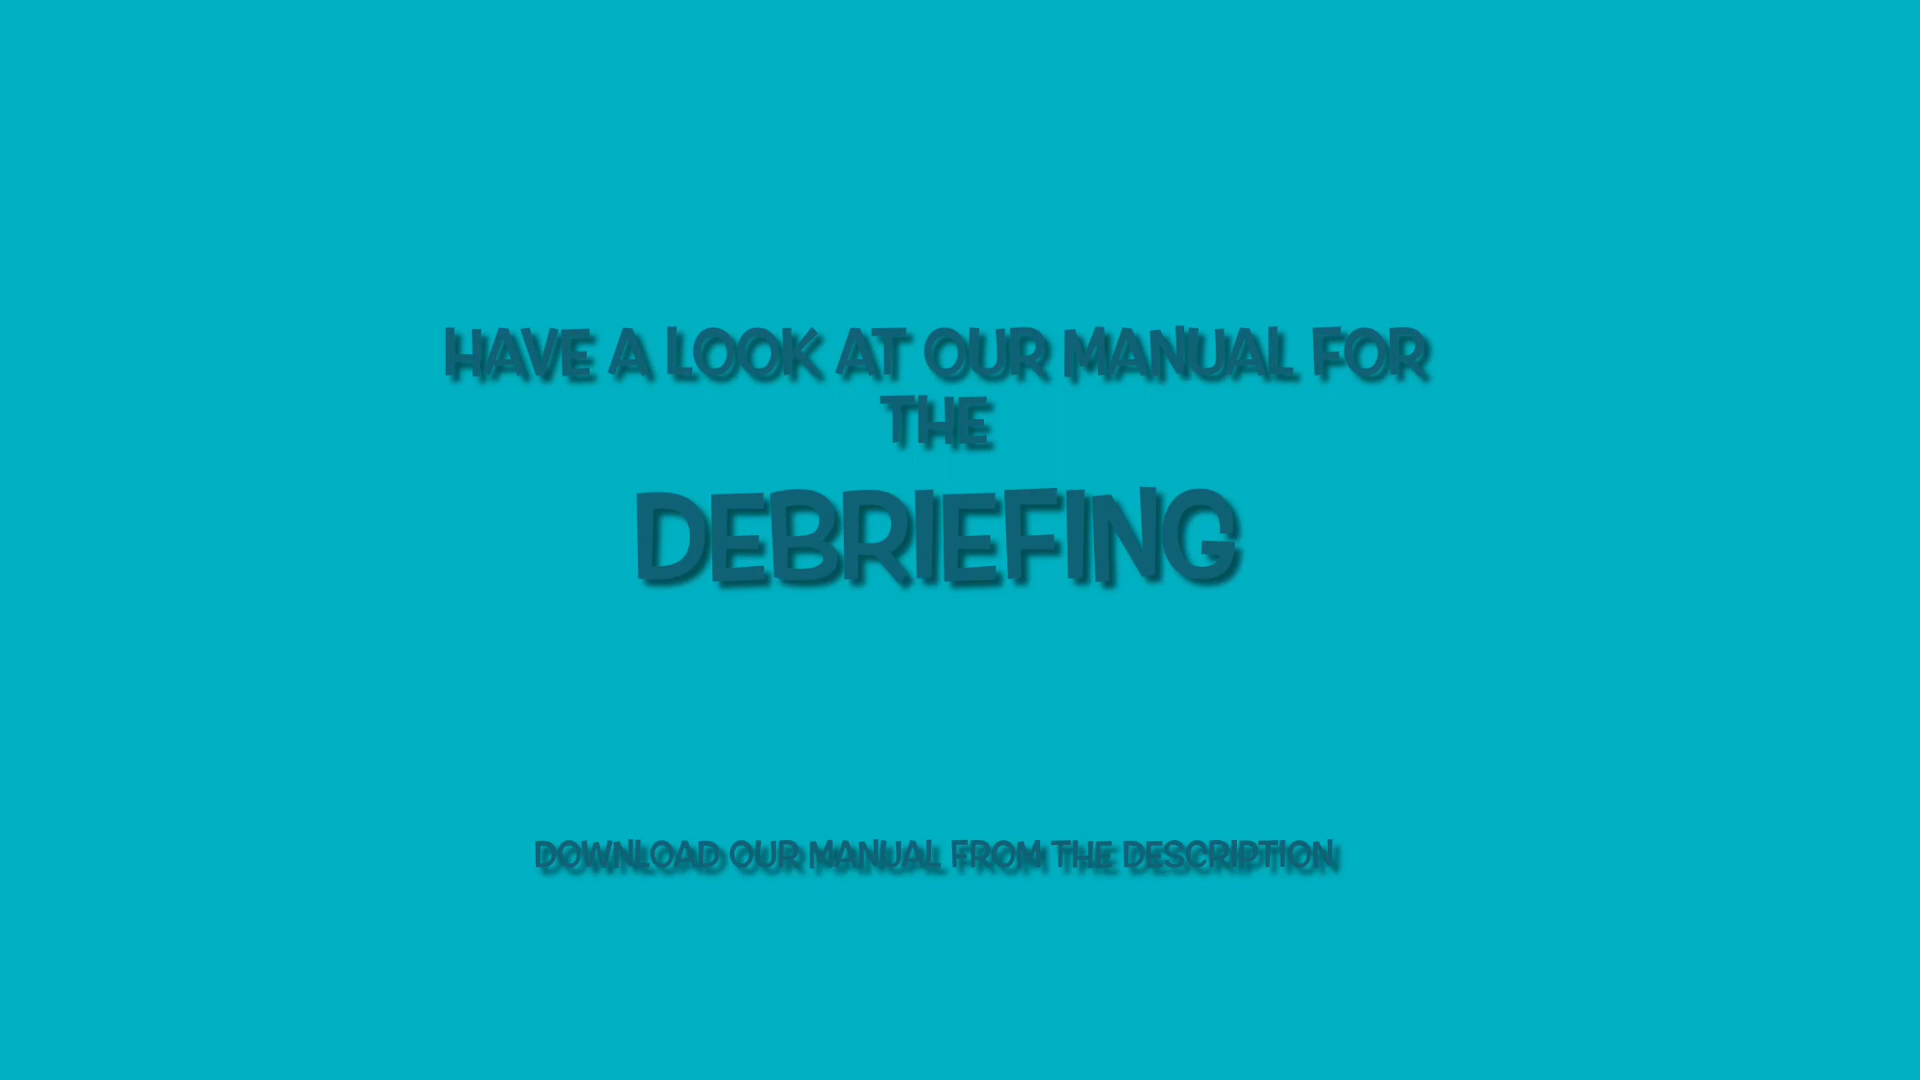 HAVE A LOOK AT OUR MANUAL FOR
THE
DEBRIEFING
DOWNLOAD OUR MANUAL FROM THE DESCRIPTION